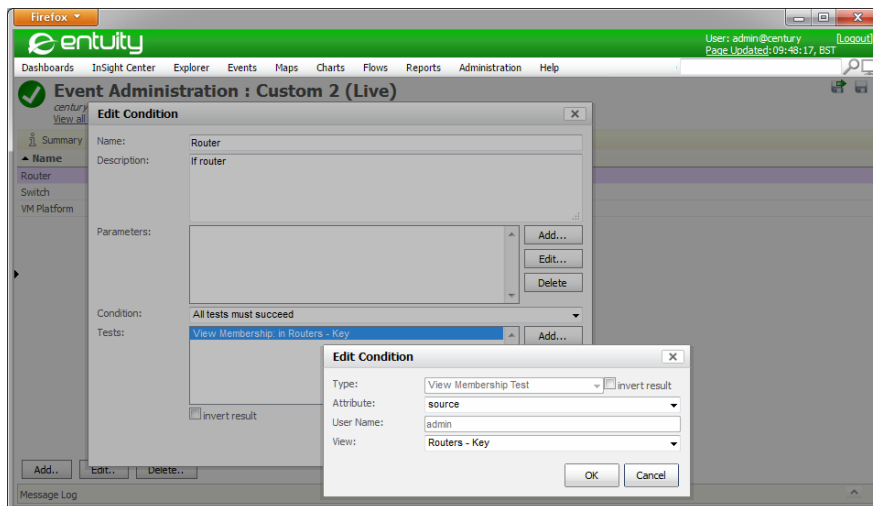 Firefox
entuity
User: admin@century [Logout]
Page Updated:09:48:17, BST
Dashboards InSight Center Explorer Events Maps Charts Flows Reports Administration Help
Event Administration : Custom 2 (Live)
century
View all
Edit Condition
Summary
Name
Router
Switch
VM Platform
Name: Router
Description: If router
Parameters:
Add...
Edit...
Delete
Condition: All tests must succeed
Tests: View Membership: in Routers - Key
Add...
invert result
Edit Condition
Type: View Membership Test invert result
Attribute: source
User Name: admin
View: Routers - Key
OK Cancel
Add.. Edit.. Delete..
Message Log